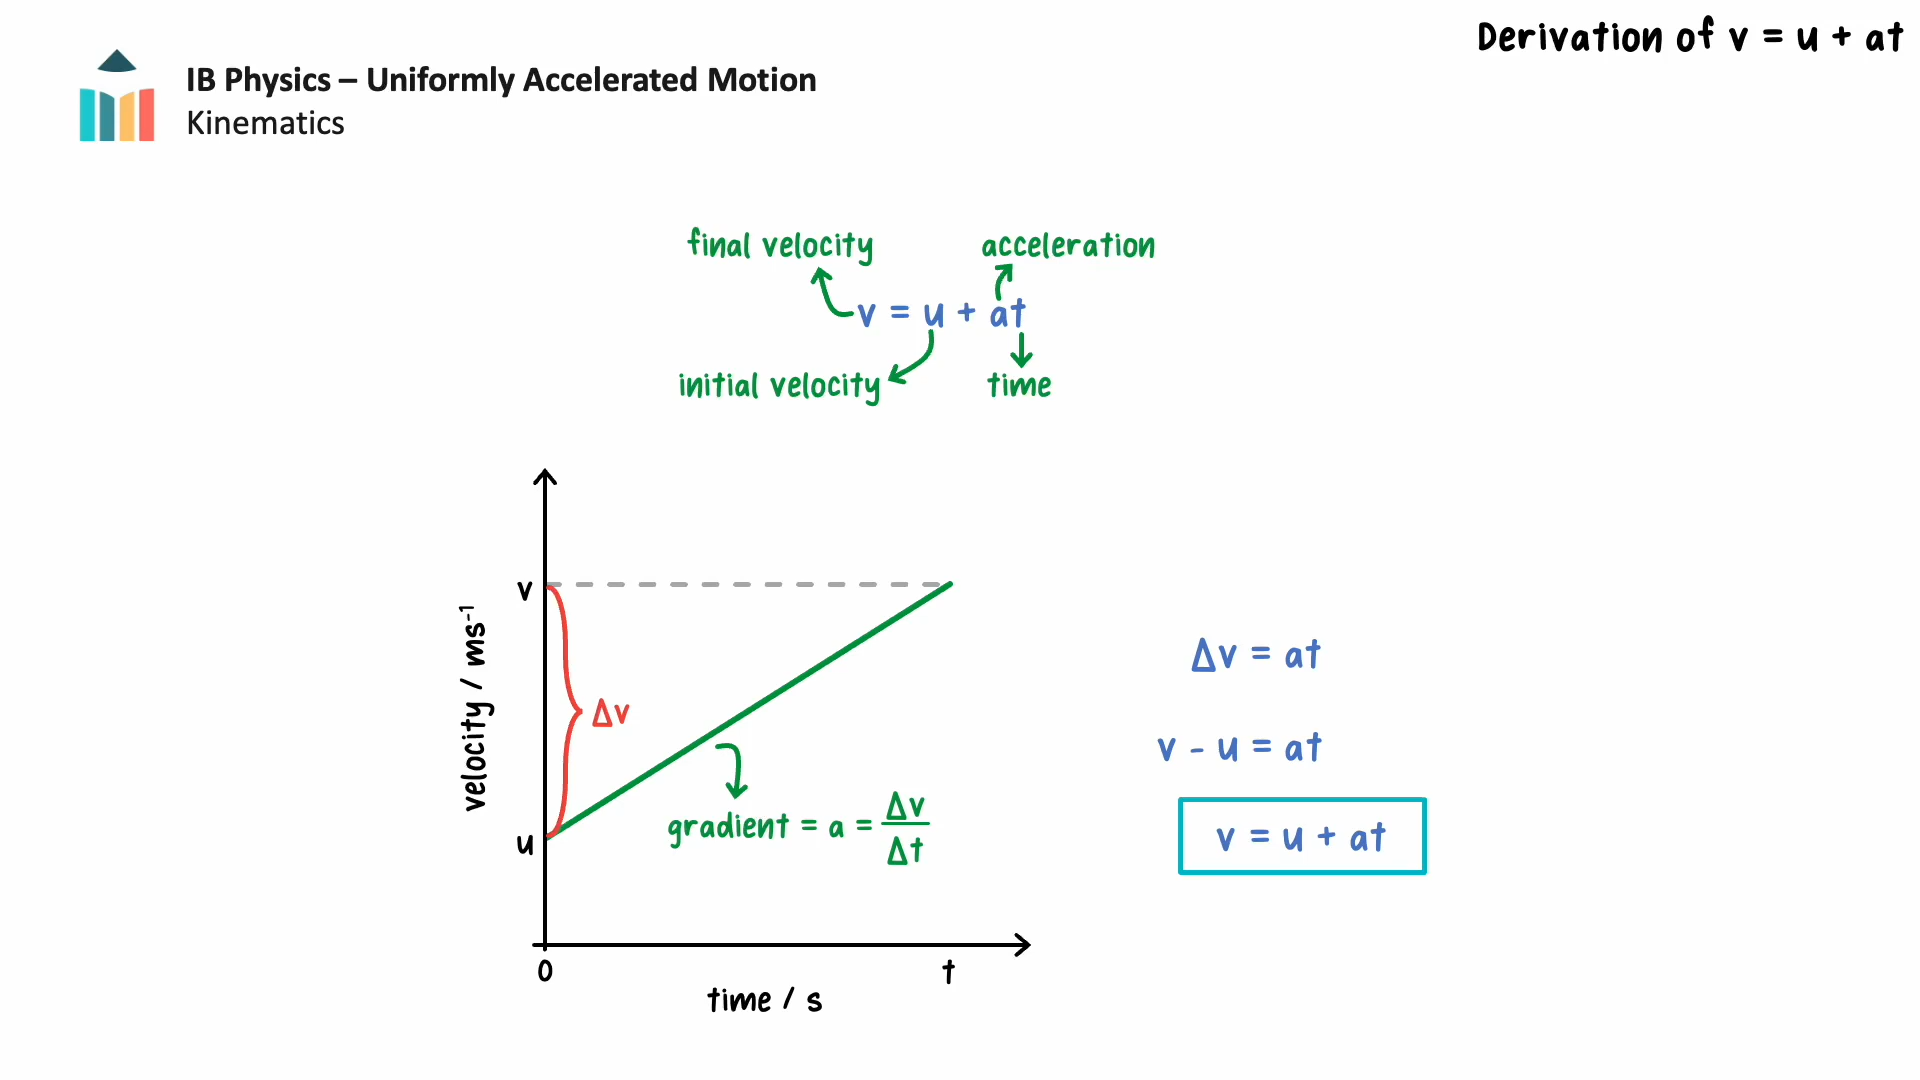 Derivation of v = u + at
IB Physics – Uniformly Accelerated Motion
Kinematics
final velocity
acceleration
v = u + at
initial velocity
time
v
velocity / ms⁻¹
Δv
gradient = a = Δv
Δt
u
0
t
time / s
Δv = at
v - u = at
v = u + at